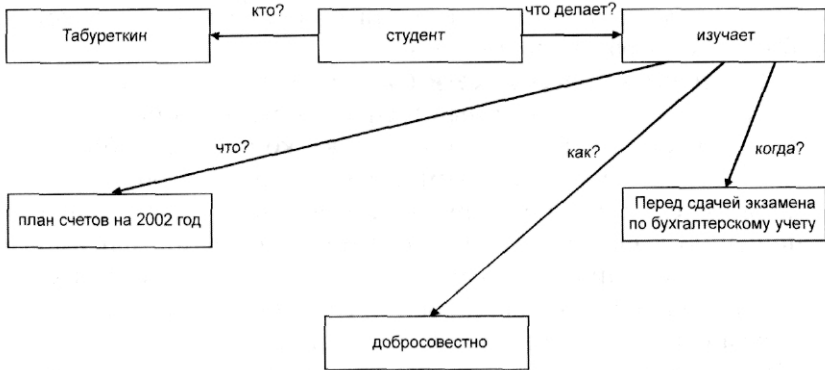 кто?
что делает?
Табуреткин
студент
изучает
что?
как?
когда?
план счетов на 2002 год
Перед сдачей экзамена
по бухгалтерскому учету
добросовестно